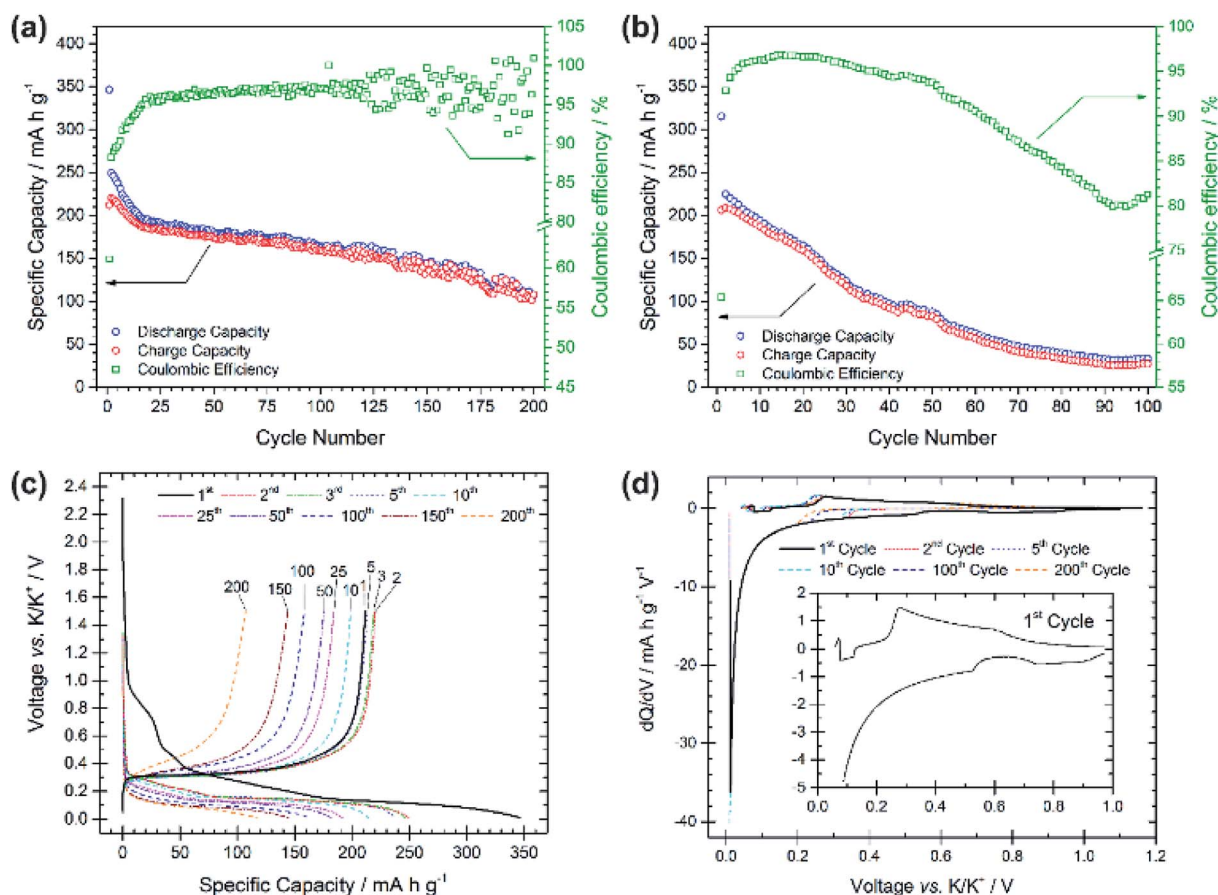 (a)
400
350
300
250
200
150
100
50
0
Specific Capacity / mA h g⁻¹
0 25 50 75 100 125 150 175 200
Cycle Number
105
100
95
90
85
80
60
55
50
45
Coulombic efficiency / %
Discharge Capacity
Charge Capacity
Coulombic Efficiency
(b)
400
350
300
250
200
150
100
50
0
Specific Capacity / mA h g⁻¹
0 10 20 30 40 50 60 70 80 90 100
Cycle Number
100
95
90
85
80
75
65
60
55
Coulombic efficiency / %
Discharge Capacity
Charge Capacity
Coulombic Efficiency
(c)
2.4
2.2
2.0
1.8
1.6
1.4
1.2
1.0
0.8
0.6
0.4
0.2
0.0
Voltage vs. K/K⁺ / V
1st 2nd 3rd 5th 10th
25th 50th 100th 150th 200th
200 150 100 50 25 10 1 5 3 2
0 50 100 150 200 250 300 350
Specific Capacity / mA h g⁻¹
(d)
0
-10
-20
-30
-40
dQ/dV / mA h g⁻¹ V⁻¹
1st Cycle 2nd Cycle 5th Cycle
10th Cycle 100th Cycle 200th Cycle
1st Cycle
2
1
0
-1
-2
-3
-4
-5
0.0 0.2 0.4 0.6 0.8 1.0
0.0 0.2 0.4 0.6 0.8 1.0 1.2
Voltage vs. K/K⁺ / V